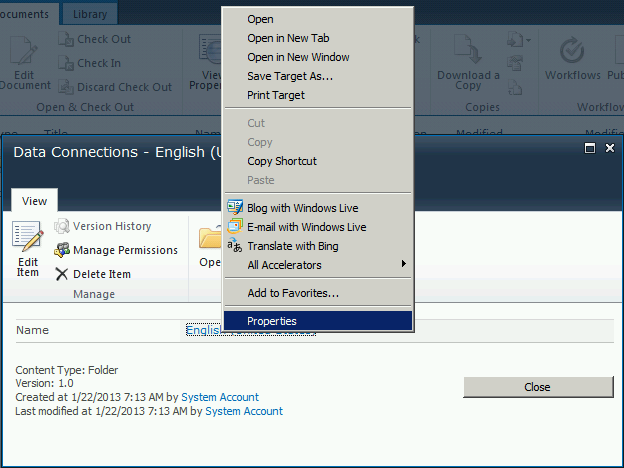 ocuments Library
Edit Document
Check Out
Check In
Discard Check Out
Open & Check Out
View
Prope
Download a Copy
Copies
Workflows
Pu
Workflow
Title
Na
Modified
Data Connections - English (U
View
Edit Item
Version History
Manage Permissions
Delete Item
Manage
Ope
Open
Open in New Tab
Open in New Window
Save Target As...
Print Target
Cut
Copy
Copy Shortcut
Paste
Blog with Windows Live
E-mail with Windows Live
Translate with Bing
All Accelerators
Add to Favorites...
Properties
Name
English
Content Type: Folder
Version: 1.0
Created at 1/22/2013 7:13 AM by System Account
Last modified at 1/22/2013 7:13 AM by System Account
Close